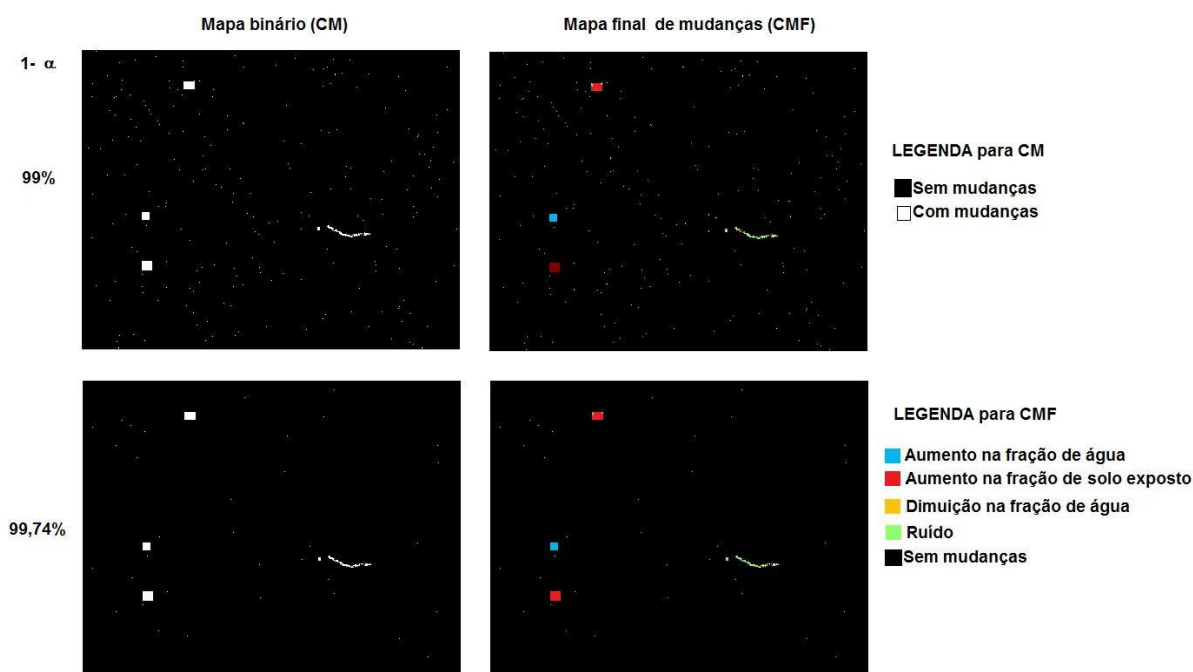 Mapa binário (CM)
Mapa final de mudanças (CMF)
1- α
99%
LEGENDA para CM
Sem mudanças
Com mudanças
99,74%
LEGENDA para CMF
Aumento na fração de água
Aumento na fração de solo exposto
Dimuição na fração de água
Ruído
Sem mudanças